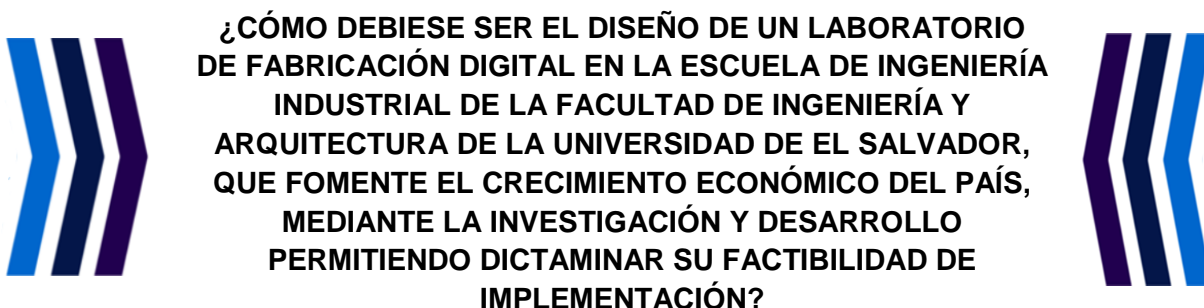 ¿CÓMO DEBIESE SER EL DISEÑO DE UN LABORATORIO
DE FABRICACIÓN DIGITAL EN LA ESCUELA DE INGENIERÍA
INDUSTRIAL DE LA FACULTAD DE INGENIERÍA Y
ARQUITECTURA DE LA UNIVERSIDAD DE EL SALVADOR,
QUE FOMENTE EL CRECIMIENTO ECONÓMICO DEL PAÍS,
MEDIANTE LA INVESTIGACIÓN Y DESARROLLO
PERMITIENDO DICTAMINAR SU FACTIBILIDAD DE
IMPLEMENTACIÓN?